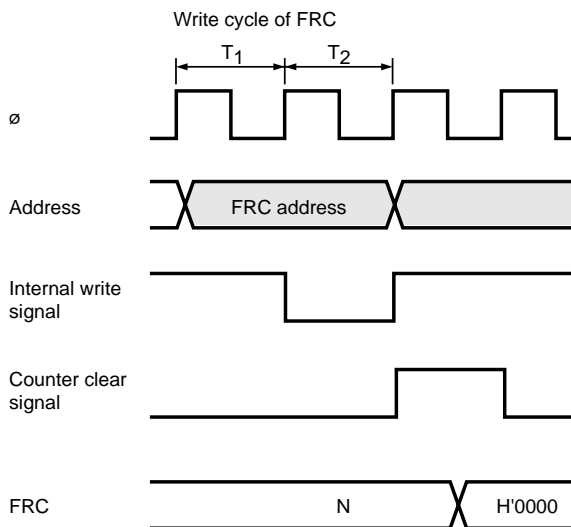 Write cycle of FRC
T1 T2
ø
Address
FRC address
Internal write
signal
Counter clear
signal
FRC
N
H'0000